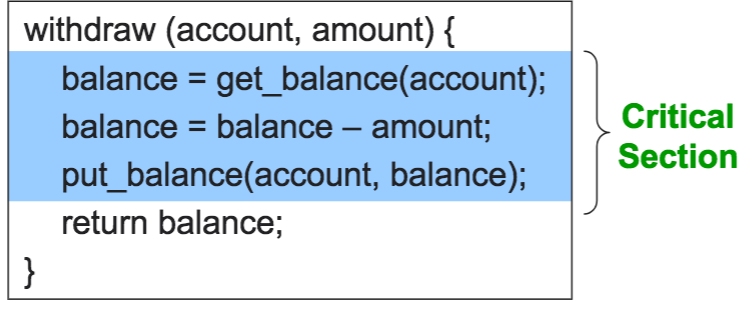 withdraw (account, amount) {
balance = get_balance(account);
balance = balance – amount;
put_balance(account, balance);
return balance;
}
Critical
Section